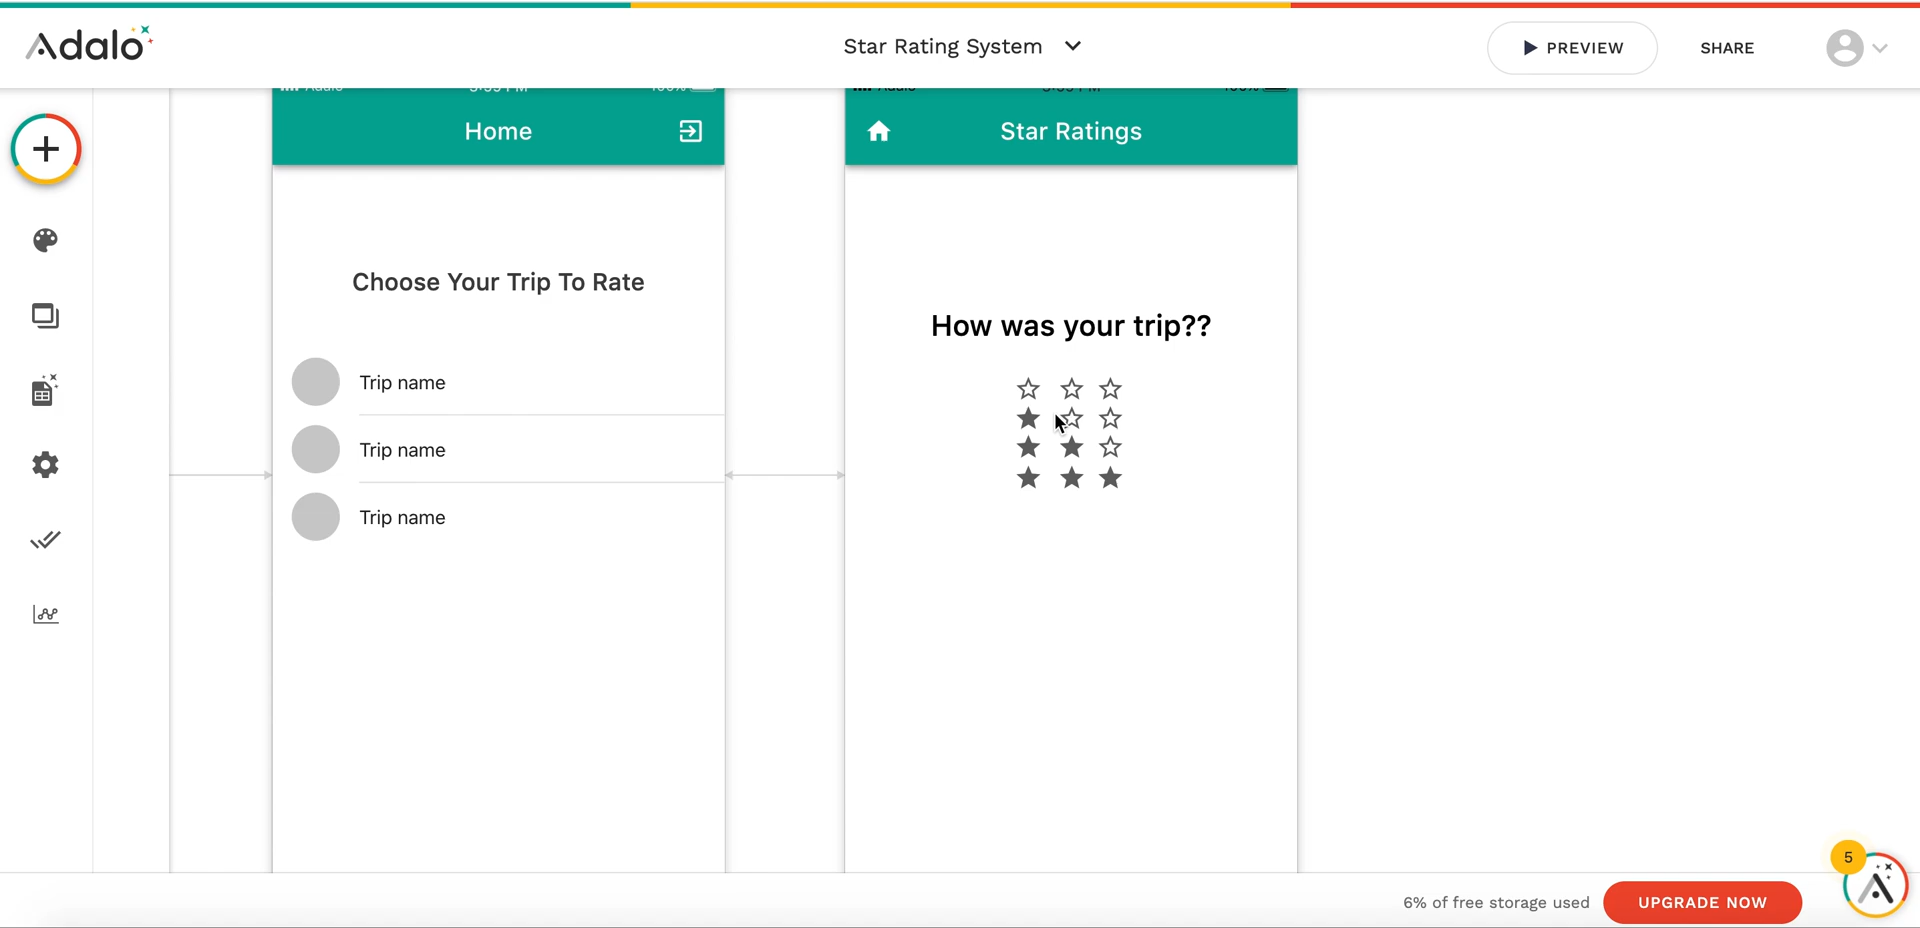 Adalo
Star Rating System
PREVIEW
SHARE
Home
Star Ratings
Choose Your Trip To Rate
Trip name
Trip name
Trip name
How was your trip??
5
6% of free storage used
UPGRADE NOW